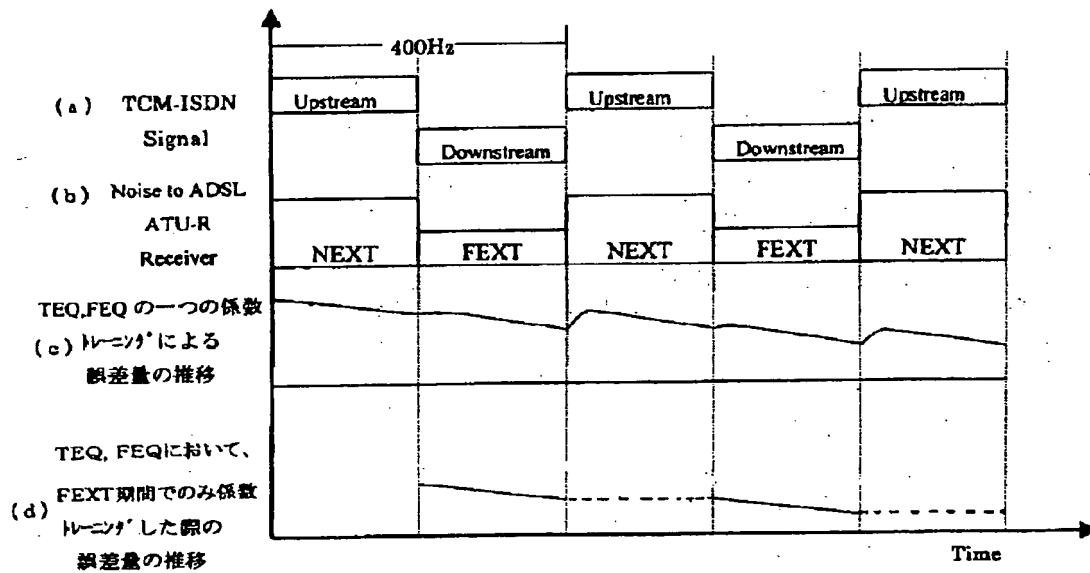 400Hz
(a) TCM-ISDN
Signal
Upstream
Upstream
Upstream
Downstream
Downstream
(b) Noise to ADSL
ATU-R
Receiver
NEXT
FEXT
NEXT
FEXT
NEXT
TEQ,FEQ の一つの係数
(c) ﾄﾚｰﾆﾝｸﾞによる
誤差量の推移
TEQ, FEQにおいて、
FEXT期間でのみ係数
(d) ﾄﾚｰﾆﾝｸﾞした際の
誤差量の推移
Time